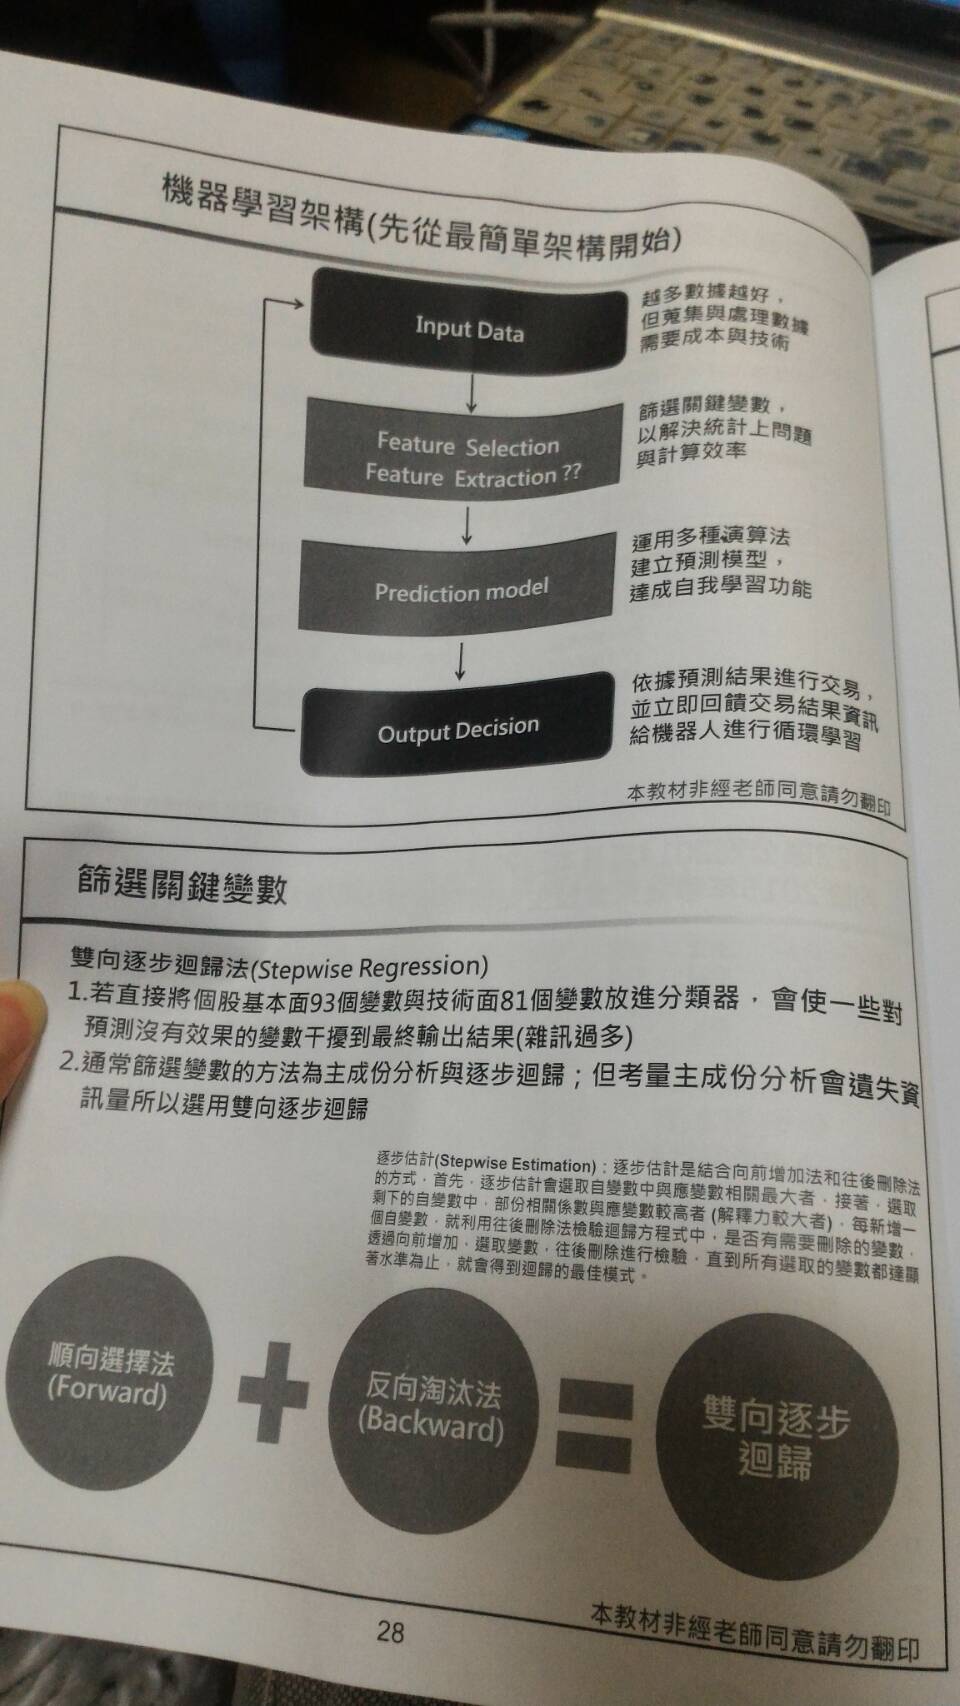 機器學習架構(先從最簡單架構開始)
Input Data
越多數據越好，
但蒐集與處理數據
需要成本與技術
Feature Selection
Feature Extraction ??
篩選關鍵變數，
以解決統計上問題
與計算效率
Prediction model
運用多種演算法
建立預測模型，
達成自我學習功能
Output Decision
依據預測結果進行交易，
並立即回饋交易結果資訊
給機器人進行循環學習
本教材非經老師同意請勿翻印
篩選關鍵變數
雙向逐步迴歸法(Stepwise Regression)
1.若直接將個股基本面93個變數與技術面81個變數放進分類器，會使一些對
預測沒有效果的變數干擾到最終輸出結果(雜訊過多)
2.通常篩選變數的方法為主成份分析與逐步迴歸；但考量主成份分析會遺失資
訊量所以選用雙向逐步迴歸
逐步估計(Stepwise Estimation)：逐步估計是結合向前增加法和往後刪除法
的方式，首先，逐步估計會選取自變數中與應變數相關最大者，接著，選取
剩下的自變數中，部份相關係數與應變數較高者 (解釋力較大者)，每新增一
個自變數，就利用往後刪除法檢驗迴歸方程式中，是否有需要刪除的變數，
透過向前增加，選取變數，往後刪除進行檢驗，直到所有選取的變數都達顯
著水準為止，就會得到迴歸的最佳模式。
順向選擇法
(Forward)
反向淘汰法
(Backward)
雙向逐步
迴歸
本教材非經老師同意請勿翻印
28